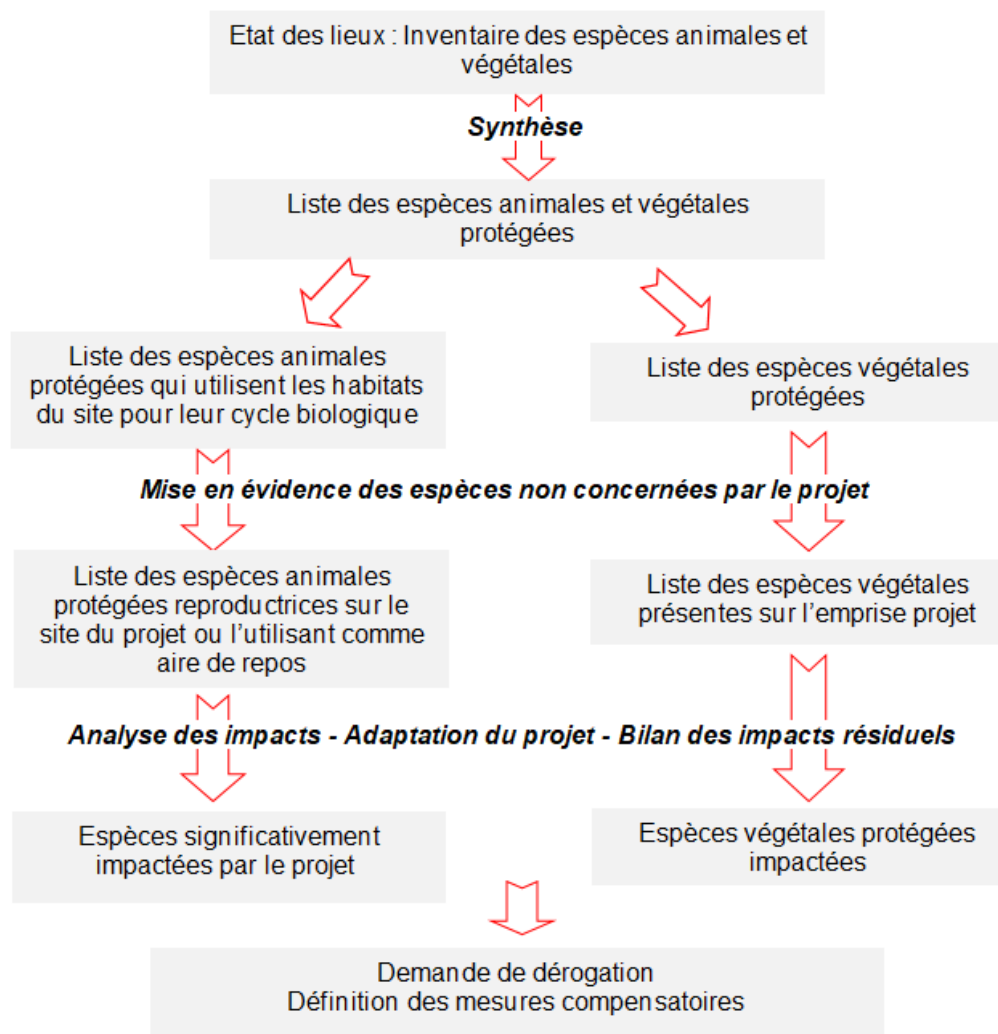 Etat des lieux : Inventaire des espèces animales et
végétales
Synthèse
Liste des espèces animales et végétales
protégées
Liste des espèces animales
protégées qui utilisent les habitats
du site pour leur cycle biologique
Liste des espèces végétales
protégées
Mise en évidence des espèces non concernées par le projet
Liste des espèces animales
protégées reproductrices sur le
site du projet ou l'utilisant comme
aire de repos
Liste des espèces végétales
présentes sur l'emprise projet
Analyse des impacts - Adaptation du projet - Bilan des impacts résiduels
Espèces significativement
impactées par le projet
Espèces végétales protégées
impactées
Demande de dérogation
Définition des mesures compensatoires